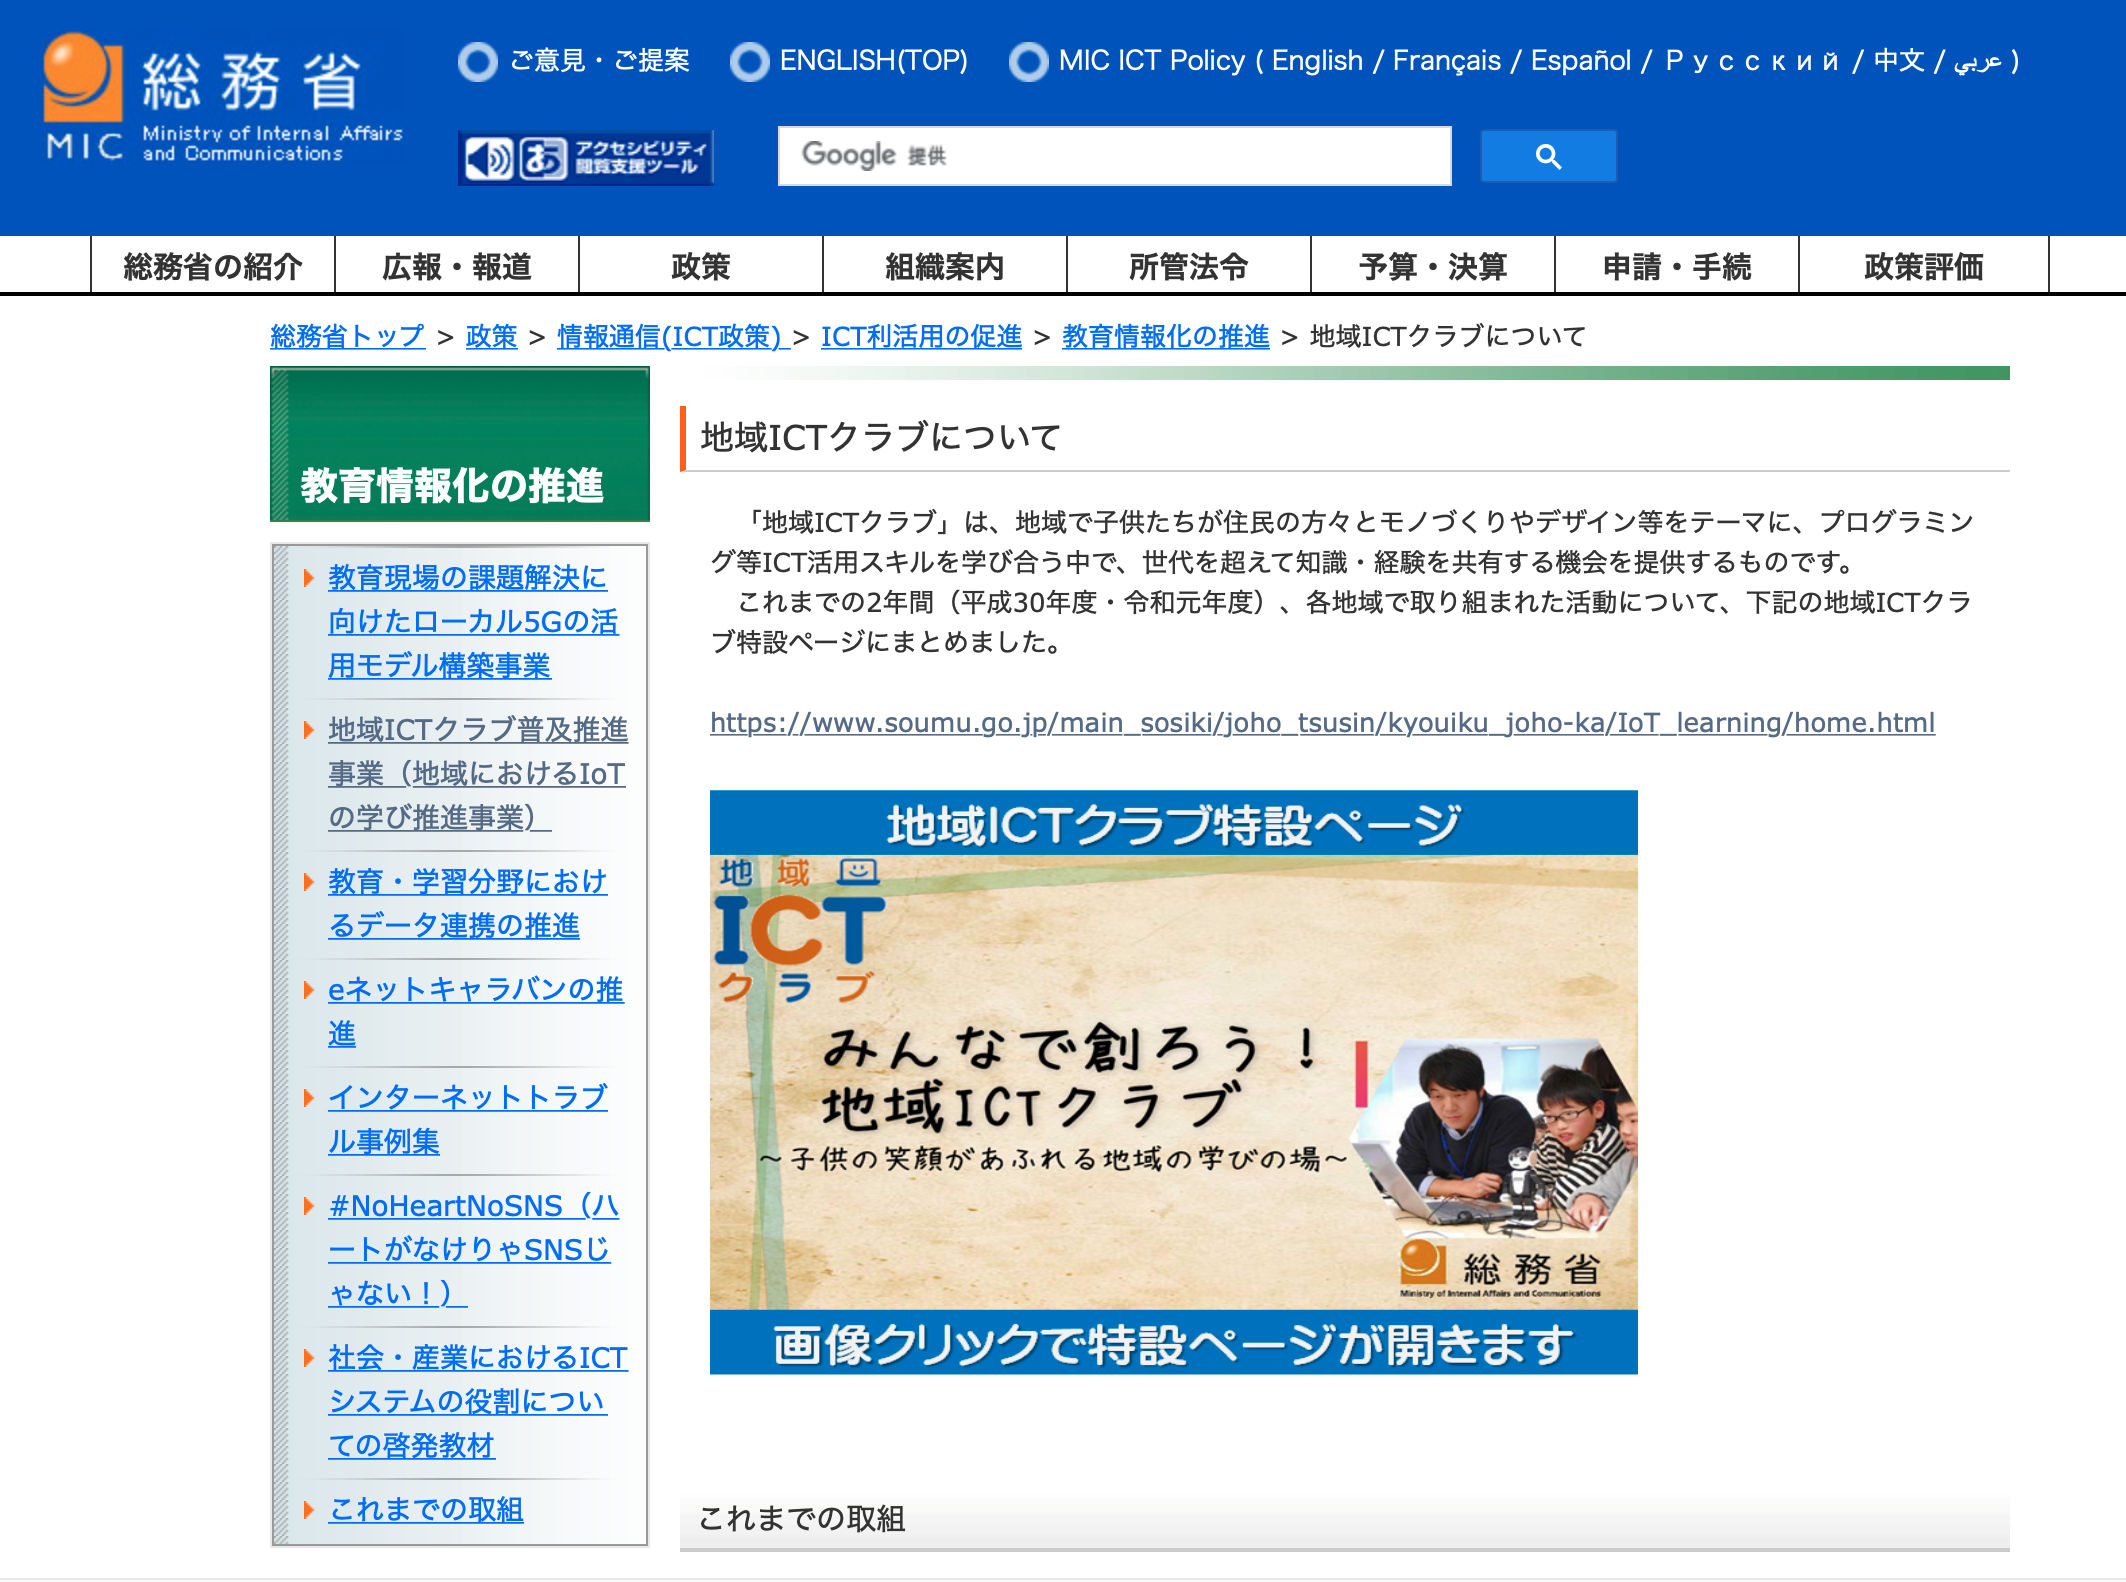 総務省
MIC Ministry of Internal Affairs
and Communications
ご意見・ご提案
ENGLISH(TOP)
MIC ICT Policy ( English / Français / Español / Русский / 中文 / عربي )
アクセシビリティ
閲覧支援ツール
あ
Google 提供
総務省の紹介
広報・報道
政策
組織案内
所管法令
予算・決算
申請・手続
政策評価
総務省トップ > 政策 > 情報通信(ICT政策) > ICT利活用の促進 > 教育情報化の推進 > 地域ICTクラブについて
教育情報化の推進
教育現場の課題解決に
向けたローカル5Gの活
用モデル構築事業
地域ICTクラブ普及推進
事業（地域におけるIoT
の学び推進事業）
教育・学習分野におけ
るデータ連携の推進
eネットキャラバンの推
進
インターネットトラブ
ル事例集
#NoHeartNoSNS（ハ
ートがなけりゃSNSじ
ゃない！）
社会・産業におけるICT
システムの役割につい
ての啓発教材
これまでの取組
地域ICTクラブについて
「地域ICTクラブ」は、地域で子供たちが住民の方々とモノづくりやデザイン等をテーマに、プログラミン
グ等ICT活用スキルを学び合う中で、世代を超えて知識・経験を共有する機会を提供するものです。
これまでの2年間（平成30年度・令和元年度）、各地域で取り組まれた活動について、下記の地域ICTクラ
ブ特設ページにまとめました。
https://www.soumu.go.jp/main_sosiki/joho_tsusin/kyouiku_joho-ka/IoT_learning/home.html
地域ICTクラブ特設ページ
地域
ICT
クラブ
みんなで創ろう！
地域ICTクラブ
～子供の笑顔があふれる地域の学びの場～
総務省
Ministry of Internal Affairs and Communications
画像クリックで特設ページが開きます
これまでの取組